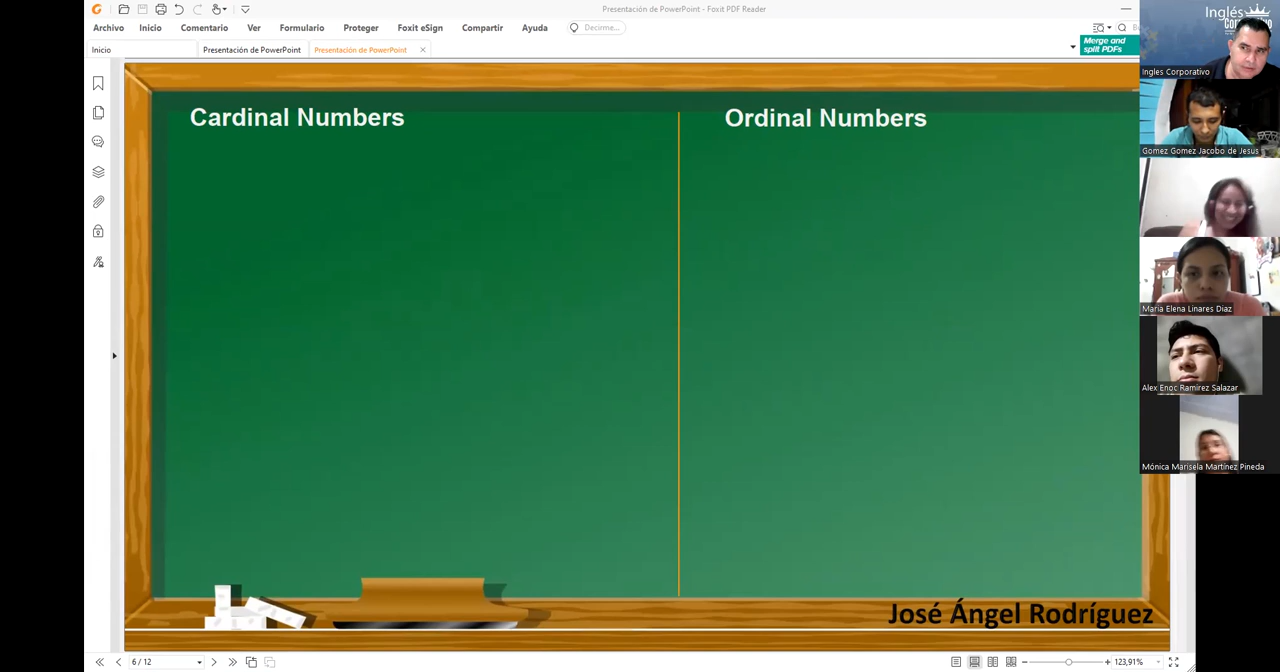 Presentación de PowerPoint - Foxit PDF Reader
Archivo Inicio Comentario Ver Formulario Proteger Foxit eSign Compartir Ayuda Decirme...
Inicio Presentación de PowerPoint Presentación de PowerPoint
Merge and
split PDFs
Cardinal Numbers
Ordinal Numbers
José Ángel Rodríguez
6 / 12
123,91%
Inglés
Corporativo
Ingles Corporativo
Gomez Gomez Jacobo de Jesús
Maria Elena Linares Diaz
Alex Enoc Ramirez Salazar
Mónica Marisela Martínez Pineda